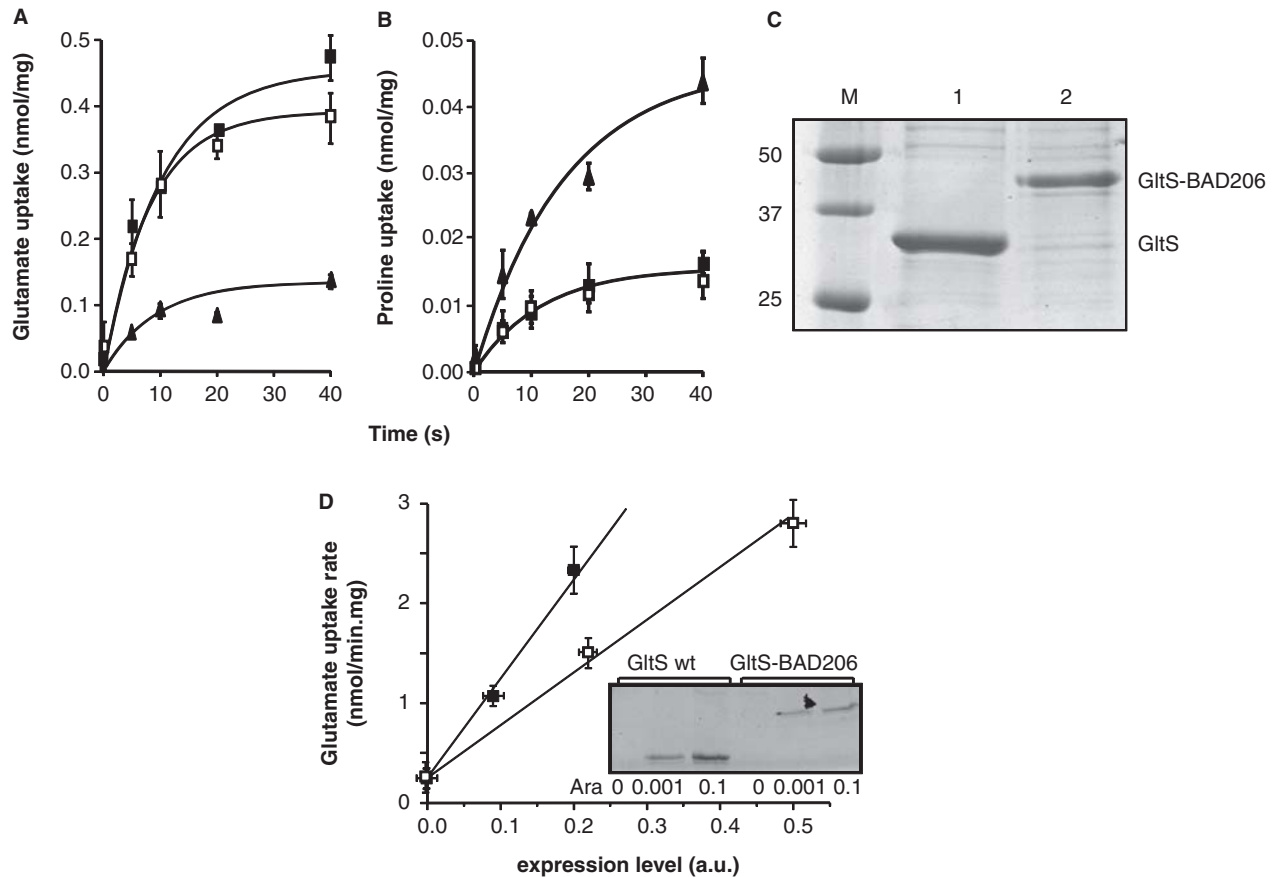 A
Glutamate uptake (nmol/mg)
0.5
0.4
0.3
0.2
0.1
0.0
0 10 20 30 40
B
Proline uptake (nmol/mg)
0.05
0.04
0.03
0.02
0.01
0.00
0 10 20 30 40
Time (s)
C
M 1 2
50
37
25
GltS-BAD206
GltS
D
Glutamate uptake rate
(nmol/min.mg)
3
2
1
0
0.0 0.1 0.2 0.3 0.4 0.5
expression level (a.u.)
GltS wt GltS-BAD206
Ara 0 0.001 0.1 0 0.001 0.1